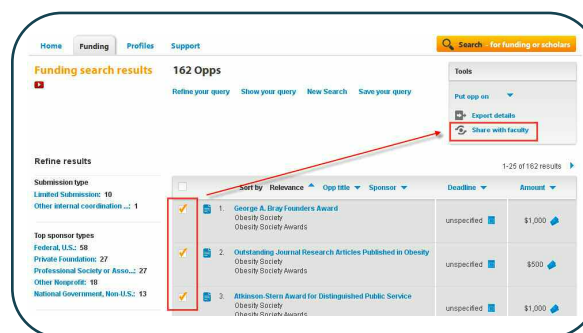 Home Funding Profiles Support
Search - for funding or scholars
Funding search results
162 Opps
Refine your query Show your query New Search Save your query
Tools
Put opp on
Export details
Share with faculty
Refine results
1-25 of 162 results
Submission type
Limited Submission: 10
Other internal coordination ...: 1
Sort by Relevance Opp title Sponsor Deadline Amount
1. George A. Bray Founders Award
Obesity Society
Obesity Society Awards
unspecified $1,000
Top sponsor types
Federal, U.S.: 58
Private Foundation: 27
Professional Society or Asso...: 27
Other Nonprofit: 18
National Government, Non-U.S.: 13
2. Outstanding Journal Research Articles Published in Obesity
Obesity Society
Obesity Society Awards
unspecified $500
3. Atkinson-Stern Award for Distinguished Public Service
Obesity Society
Obesity Society Awards
unspecified $1,000